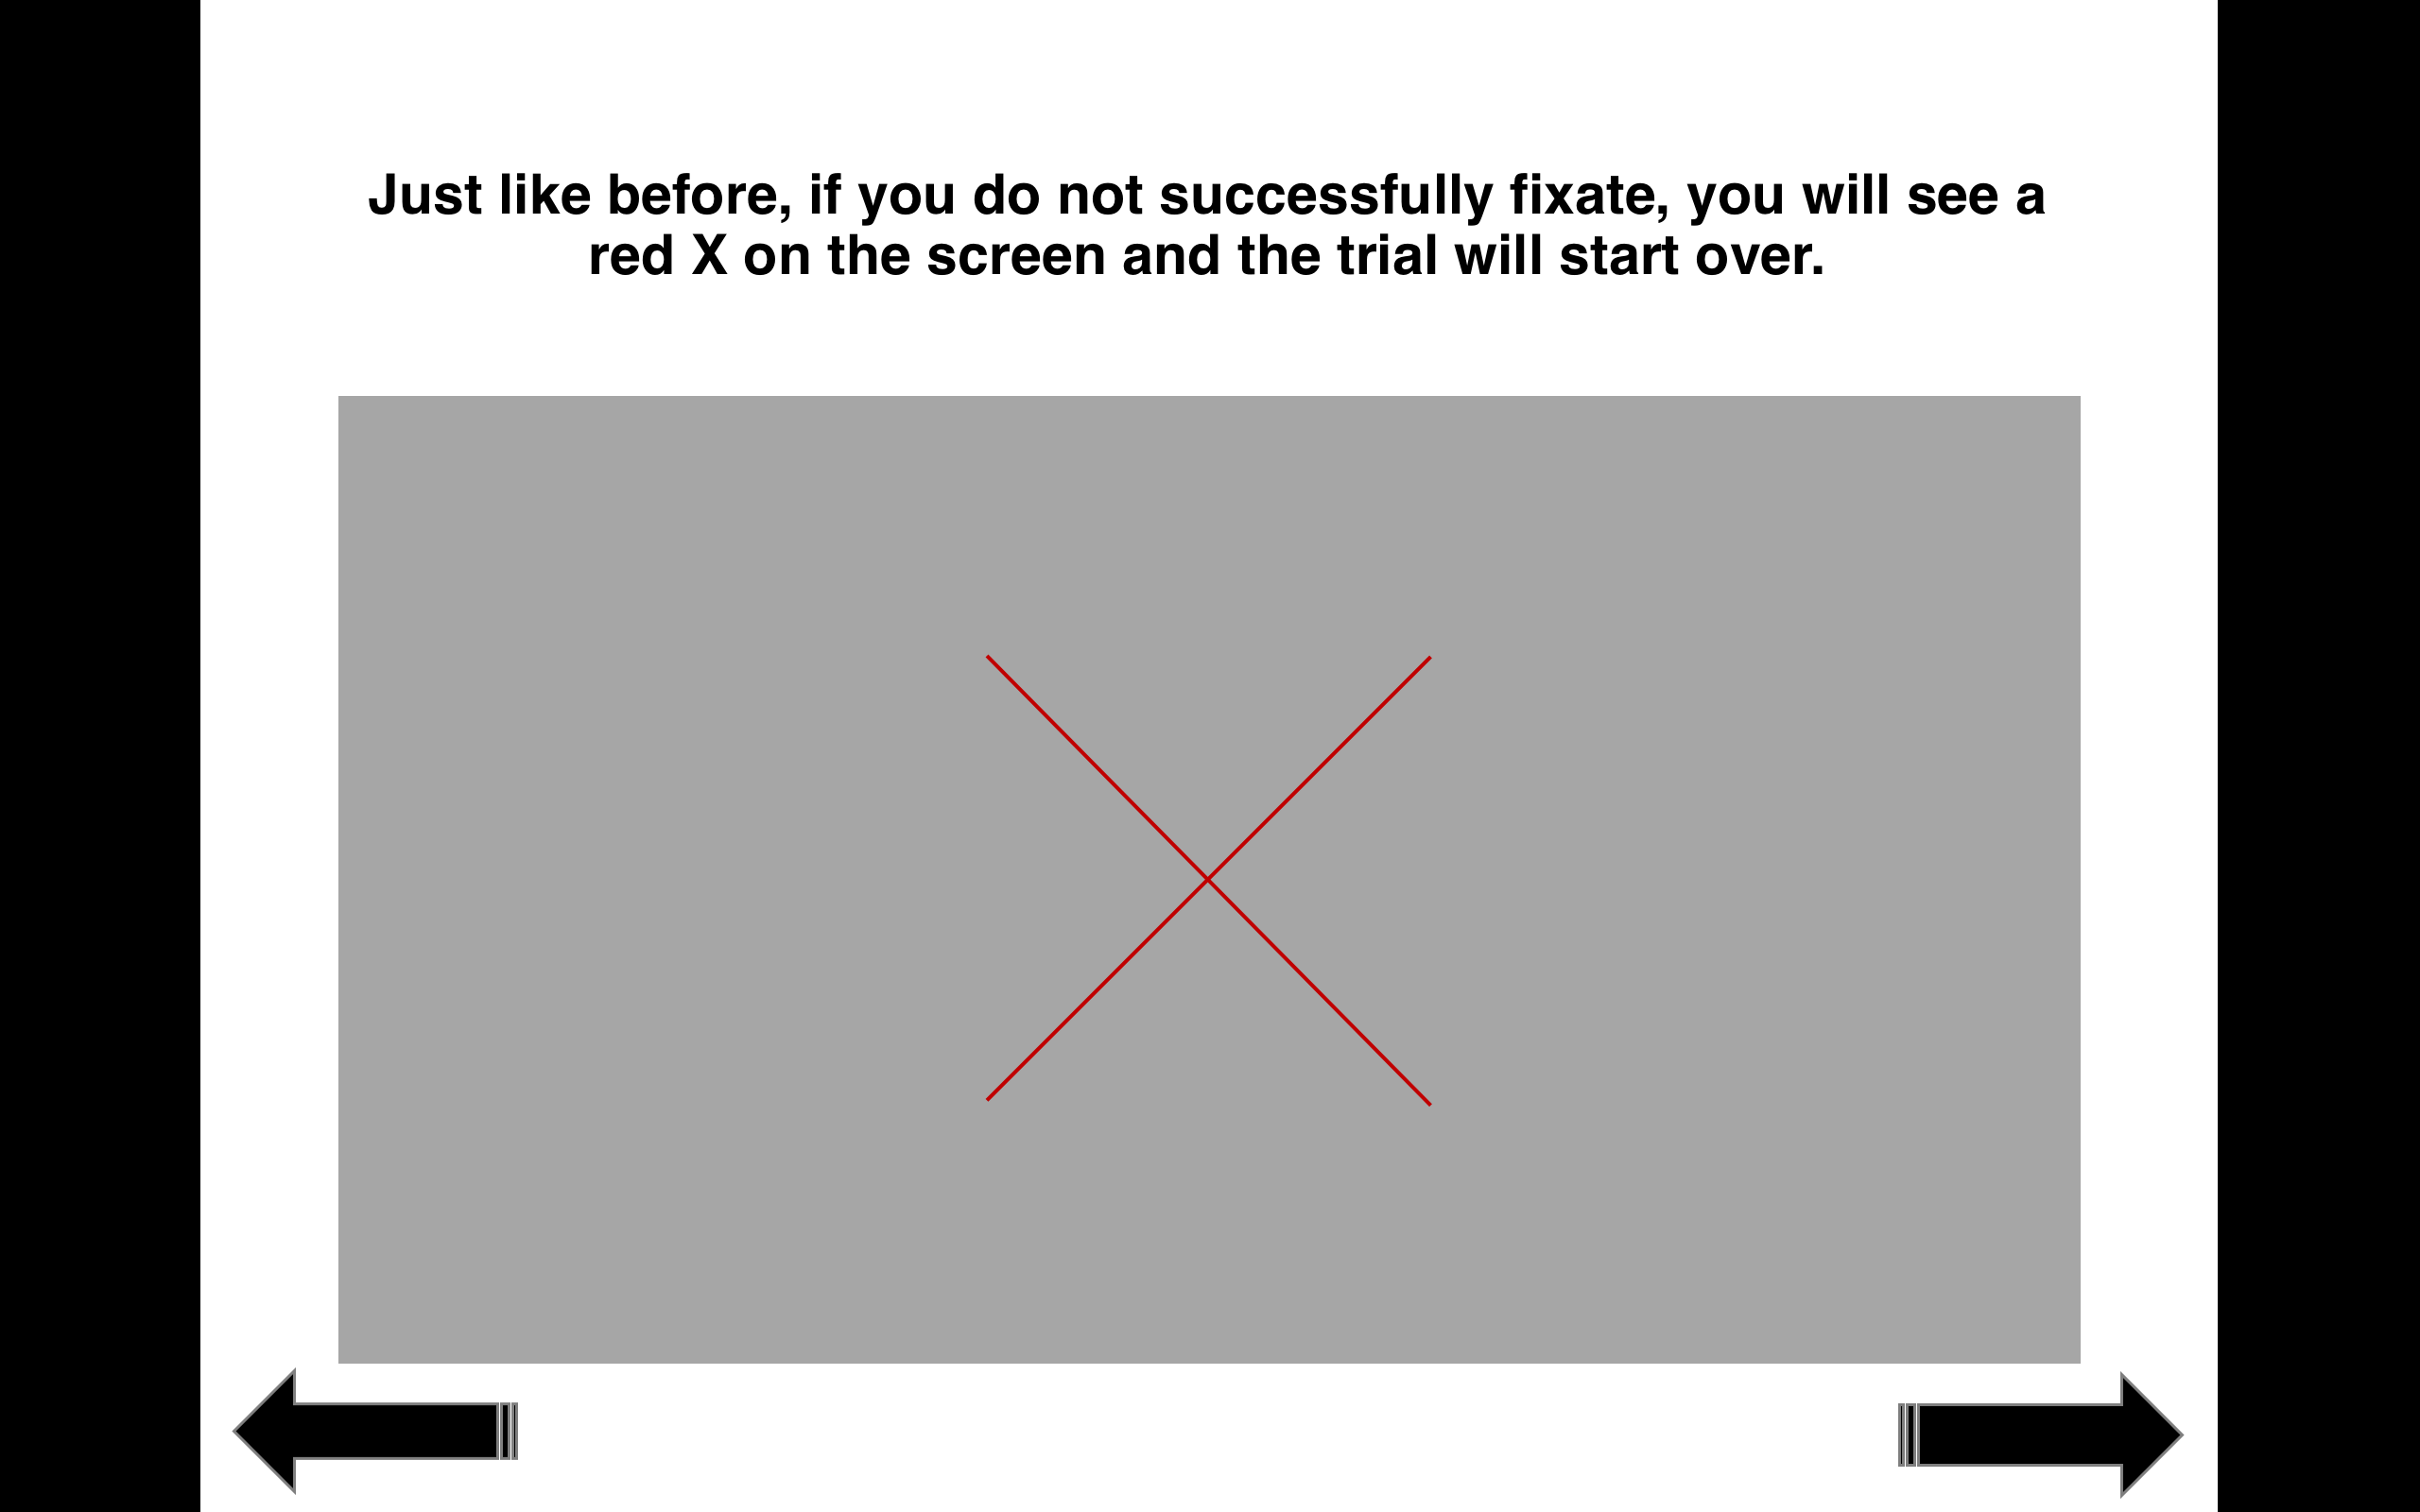 Just like before, if you do not successfully fixate, you will see a
red X on the screen and the trial will start over.